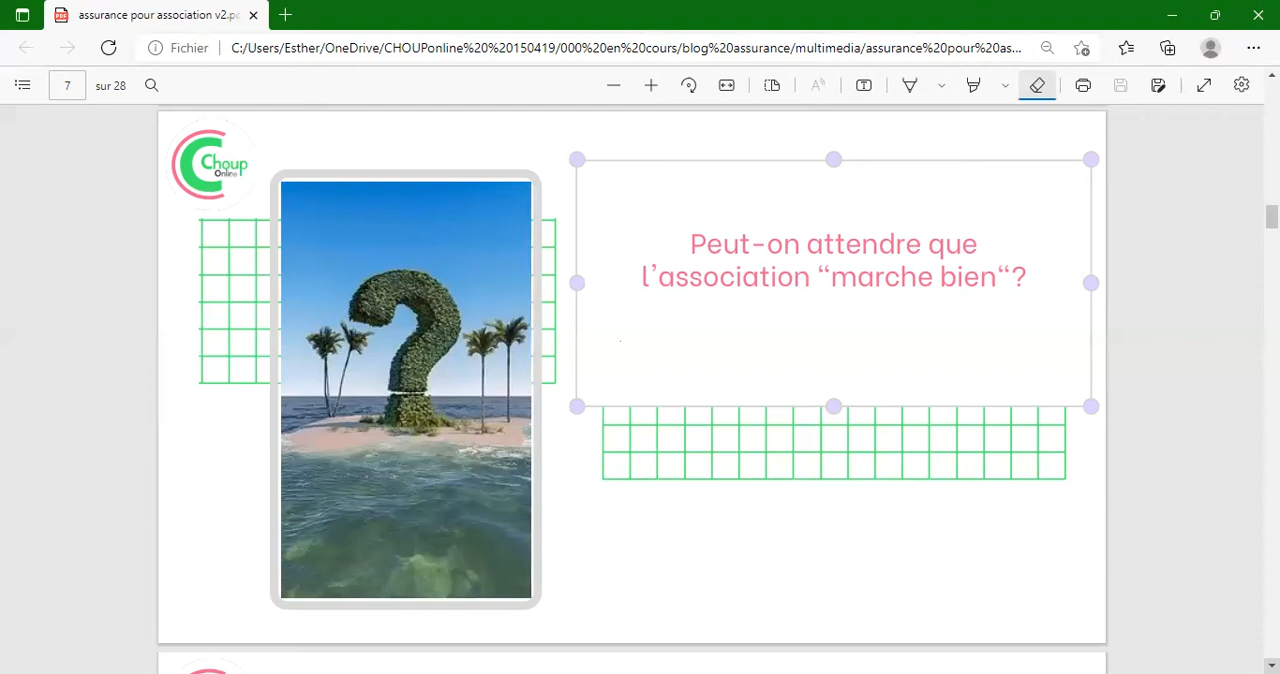 assurance pour association v2.pc
Fichier
C:/Users/Esther/OneDrive/CHOUPonline%20%20150419/000%20en%20cours/blog%20assurance/multimedia/assurance%20pour%20as...
7
sur 28
Choup
Online
Peut-on attendre que
l'association “marche bien“?